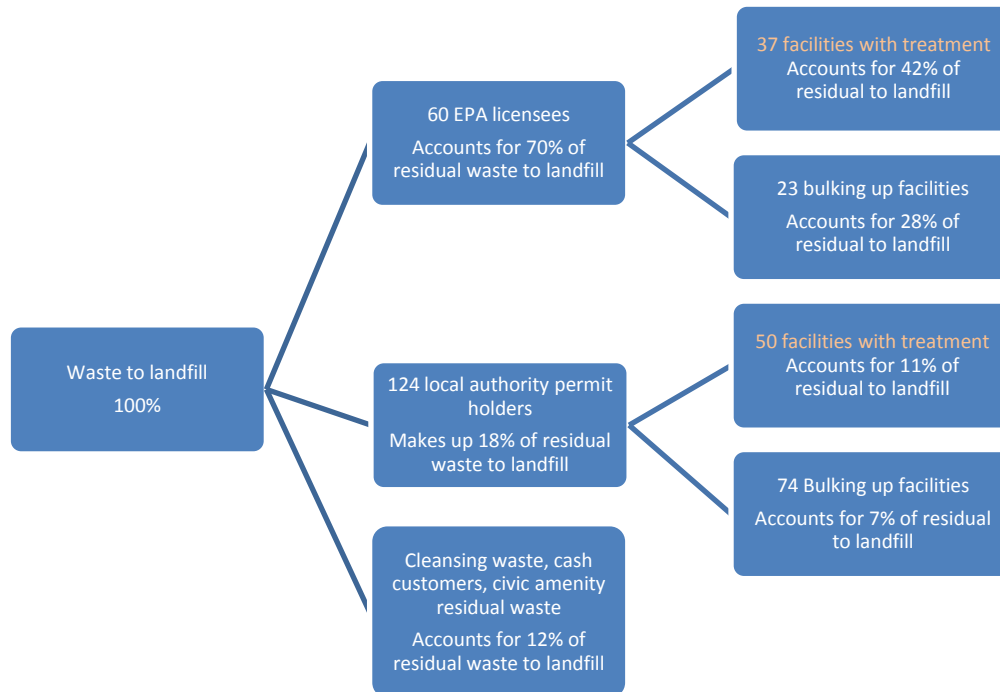 Waste to landfill
100%
60 EPA licensees
Accounts for 70% of
residual waste to landfill
124 local authority permit
holders
Makes up 18% of residual
waste to landfill
Cleansing waste, cash
customers, civic amenity
residual waste
Accounts for 12% of
residual waste to landfill
37 facilities with treatment
Accounts for 42% of
residual to landfill
23 bulking up facilities
Accounts for 28% of
residual to landfill
50 facilities with treatment
Accounts for 11% of
residual to landfill
74 Bulking up facilities
Accounts for 7% of residual
to landfill